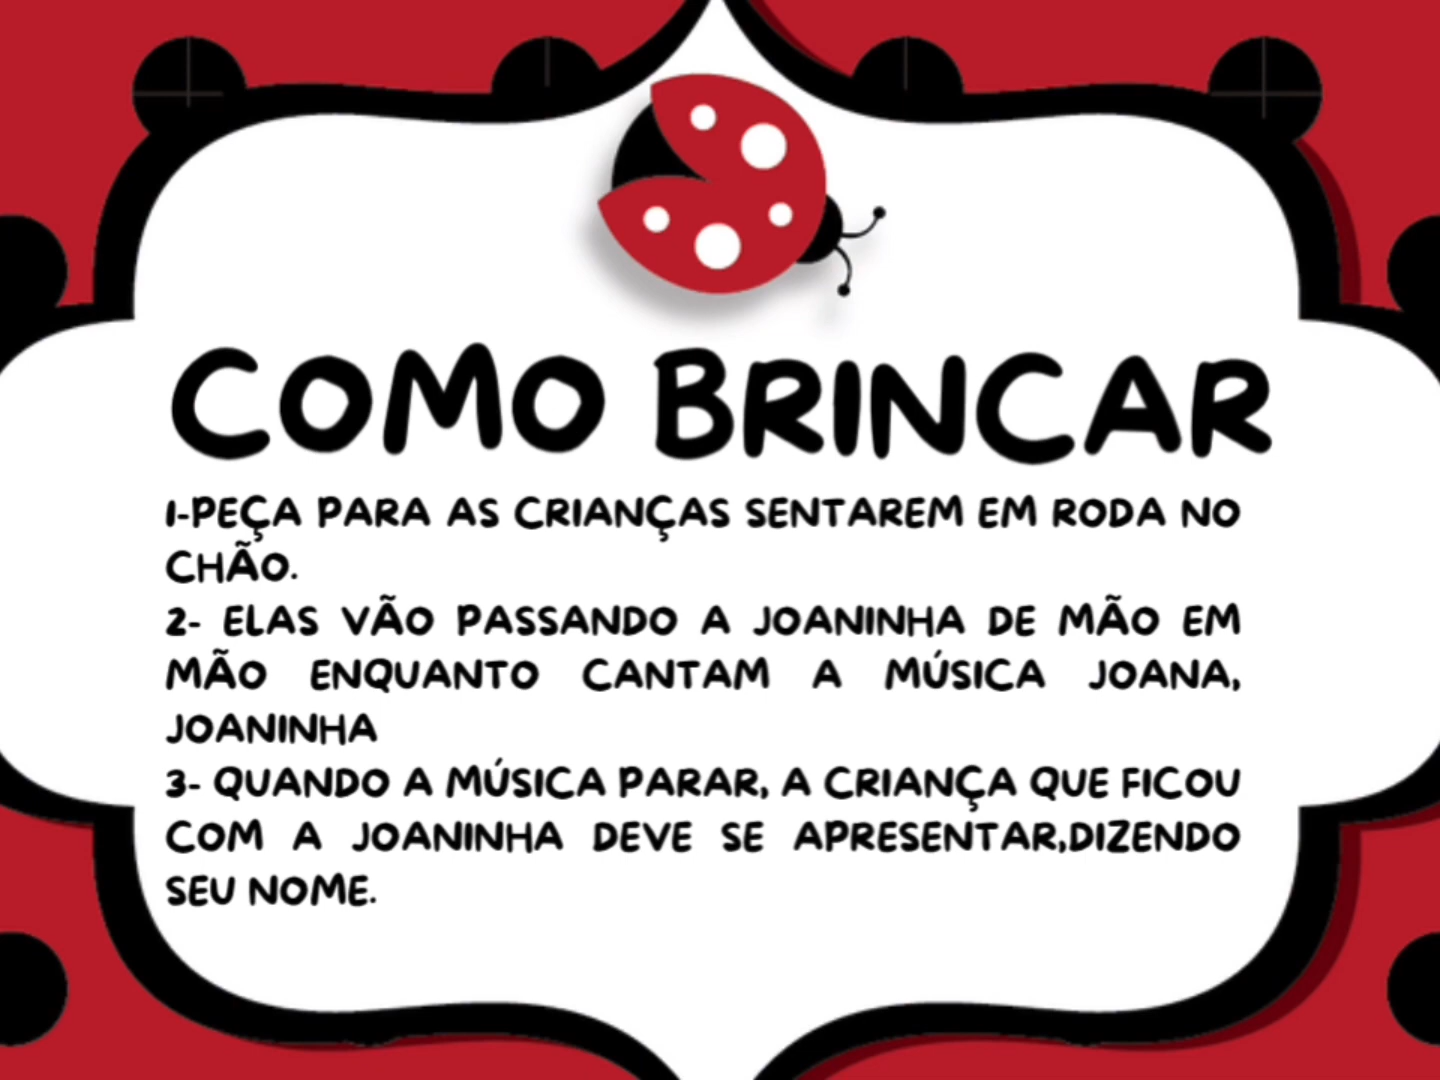 COMO BRINCAR
1-PEÇA PARA AS CRIANÇAS SENTAREM EM RODA NO
CHÃO.
2- ELAS VÃO PASSANDO A JOANINHA DE MÃO EM
MÃO ENQUANTO CANTAM A MÚSICA JOANA,
JOANINHA
3- QUANDO A MÚSICA PARAR, A CRIANÇA QUE FICOU
COM A JOANINHA DEVE SE APRESENTAR,DIZENDO
SEU NOME.